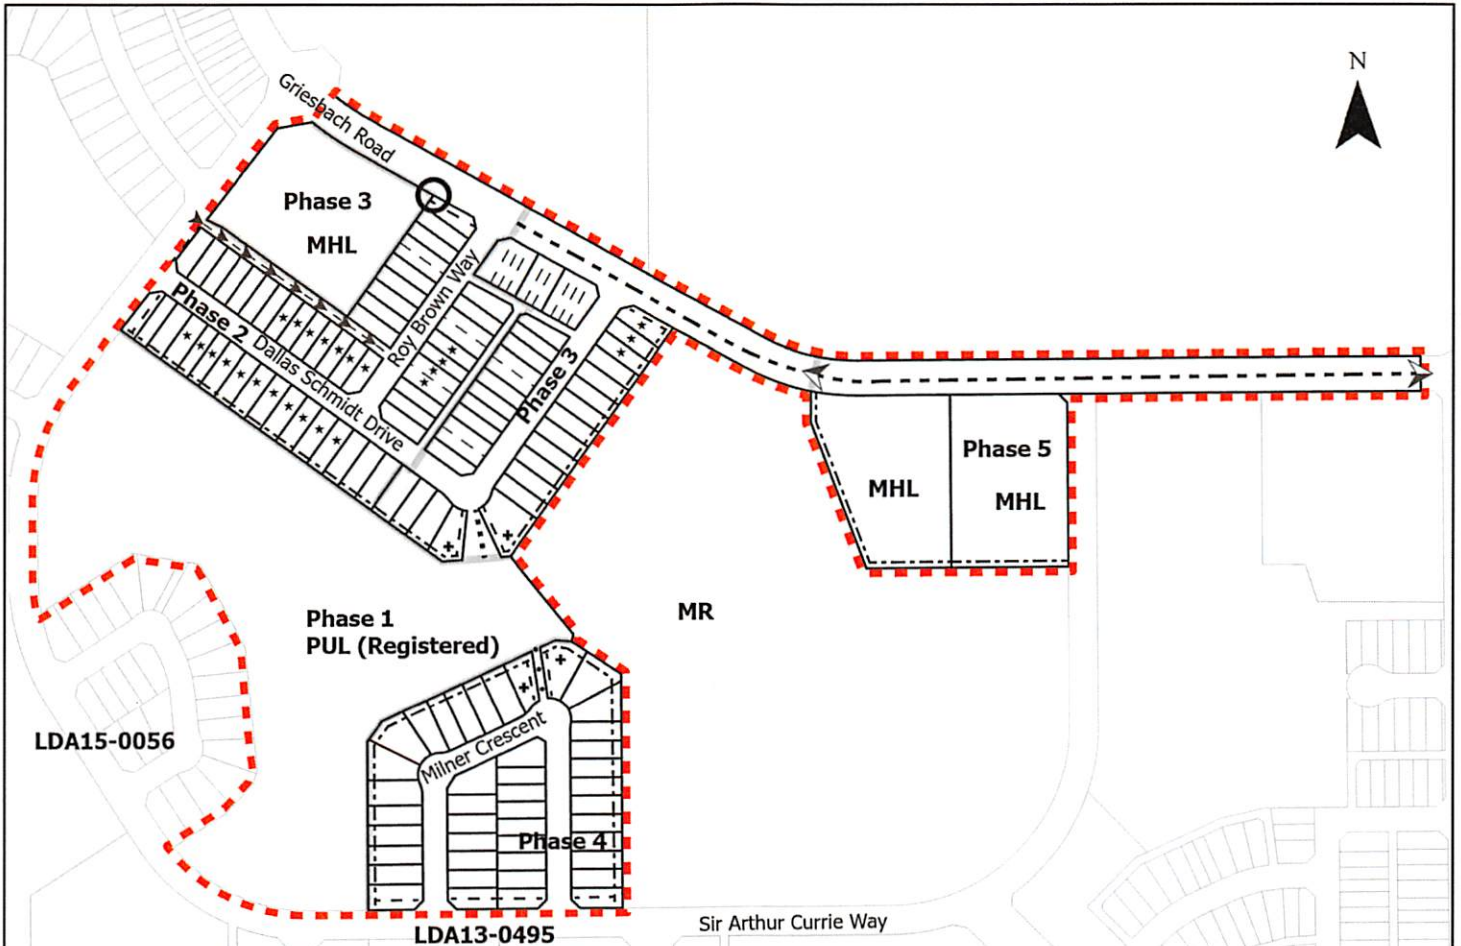 N
Griesbach Road
Phase 3
MHL
Roy Brown Way
Phase 2
Dallas Schmidt Drive
Phase 3
Phase 5
MHL
MHL
Phase 1
PUL (Registered)
MR
LDA15-0056
Milner Crescent
Phase 4
Sir Arthur Currie Way
LDA13-0495